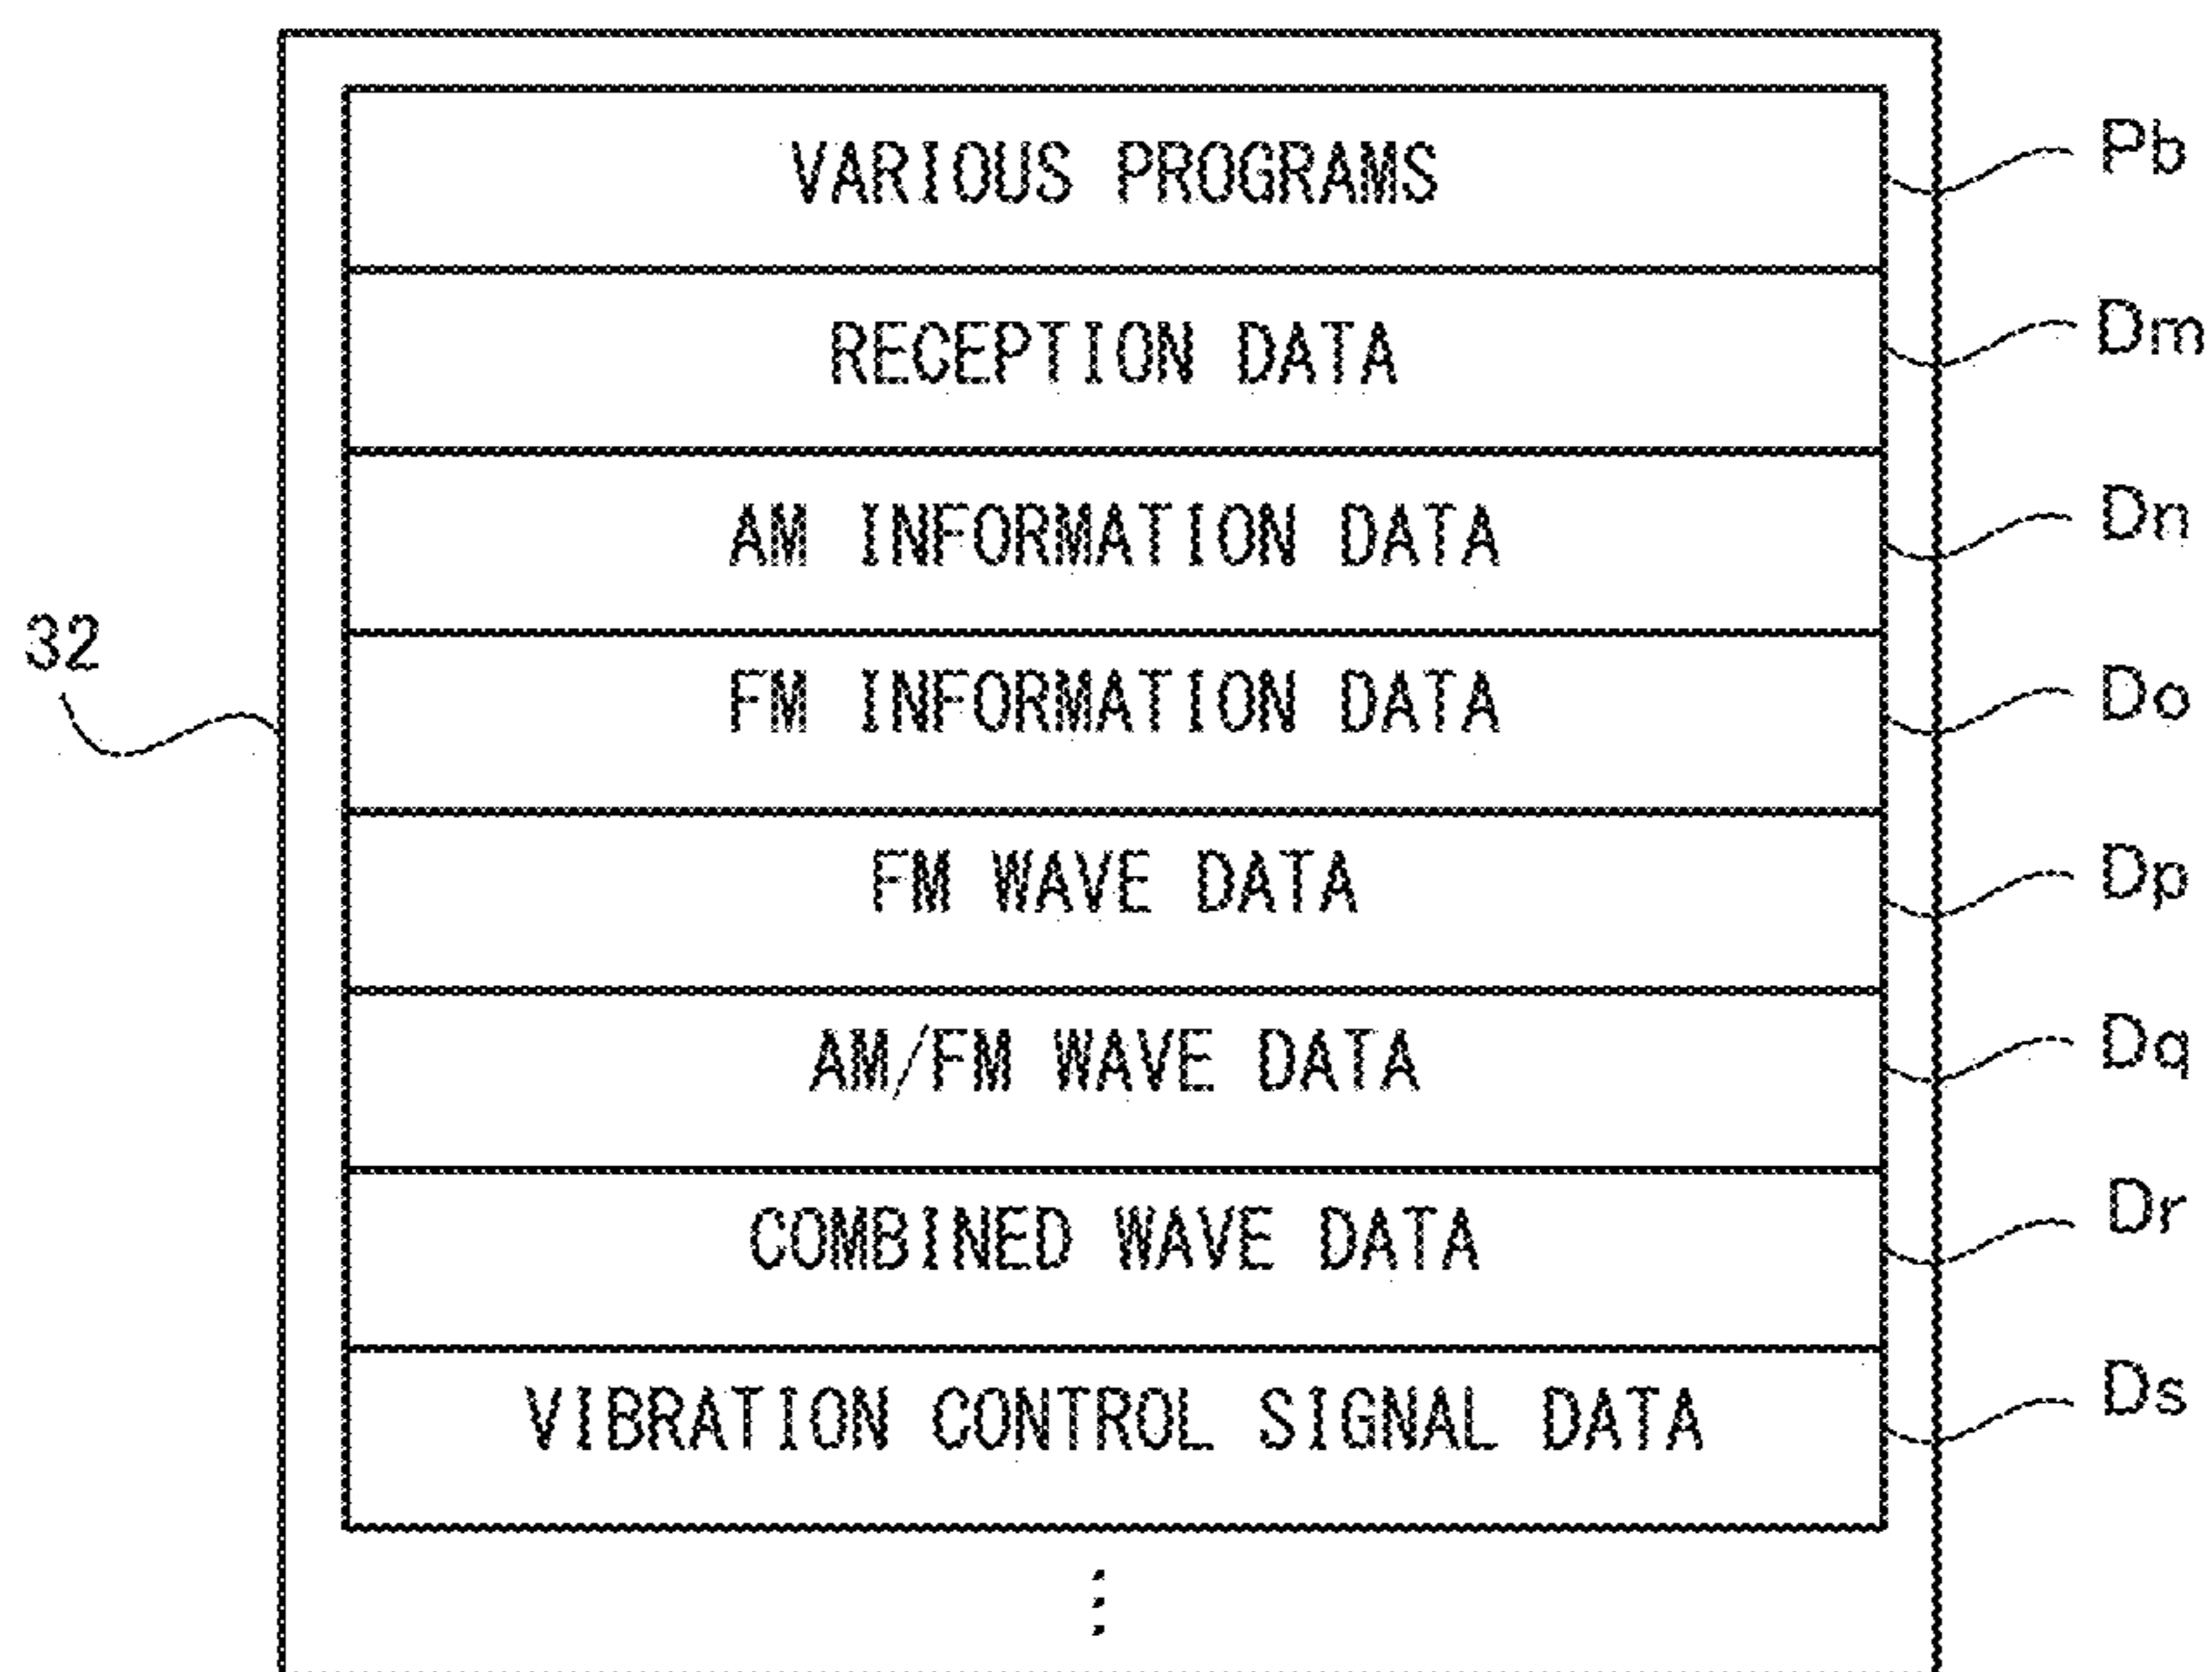 VARIOUS PROGRAMS Pb
RECEPTION DATA Dm
AM INFORMATION DATA Dn
32
FM INFORMATION DATA Do
FM WAVE DATA Dp
AM/FM WAVE DATA Dq
COMBINED WAVE DATA Dr
VIBRATION CONTROL SIGNAL DATA Ds
⋮